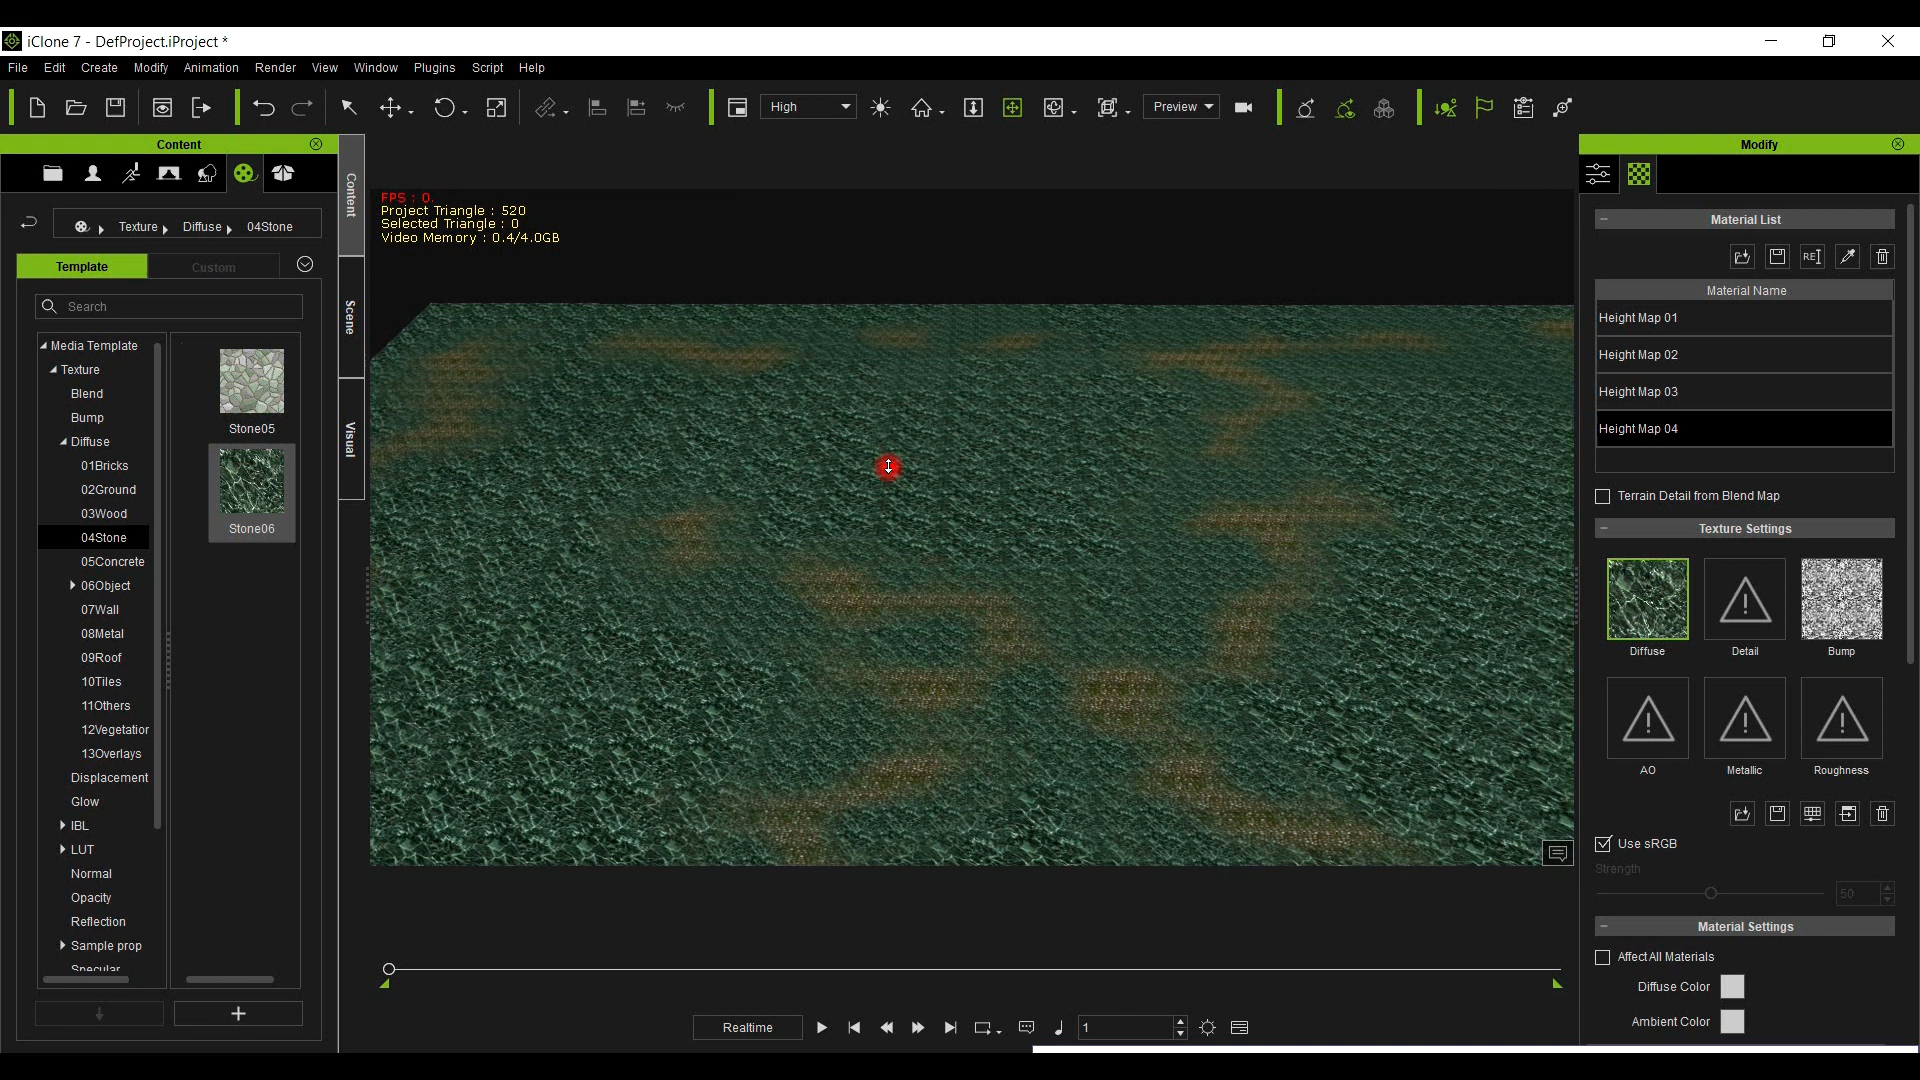 iClone 7 - DefProject.iProject *
File Edit Create Modify Animation Render View Window Plugins Script Help
High
Preview
Content
Texture Diffuse 04Stone
Template Custom
Search
Media Template
Texture
Blend
Bump
Diffuse
01Bricks
02Ground
03Wood
04Stone
05Concrete
06Object
07Wall
08Metal
09Roof
10Tiles
11Others
12Vegetation
13Overlays
Displacement
Glow
IBL
LUT
Normal
Opacity
Reflection
Sample prop
Specular
Stone05
Stone06
Content
Scene
Visual
FPS : 0.
Project Triangle : 520
Selected Triangle : 0
Video Memory : 0.4/4.0GB
Realtime
1
Modify
Material List
REI
Material Name
Height Map 01
Height Map 02
Height Map 03
Height Map 04
Terrain Detail from Blend Map
Texture Settings
Diffuse Detail Bump
AO Metallic Roughness
Use sRGB
Strength
50
Material Settings
Affect All Materials
Diffuse Color
Ambient Color